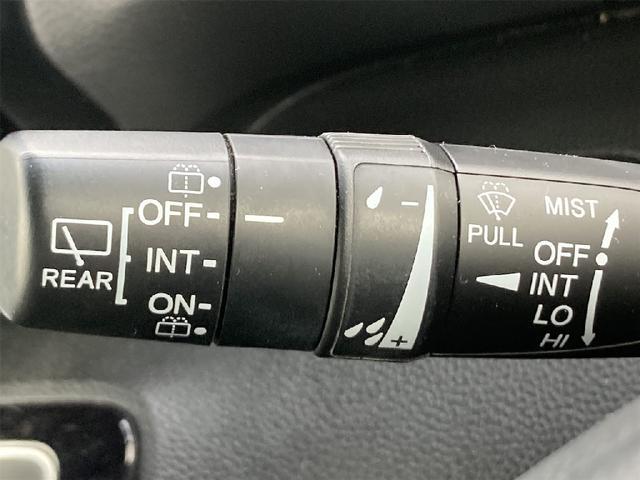 REAR
OFF
INT
ON
−
+
PULL
MIST
OFF
INT
LO
HI